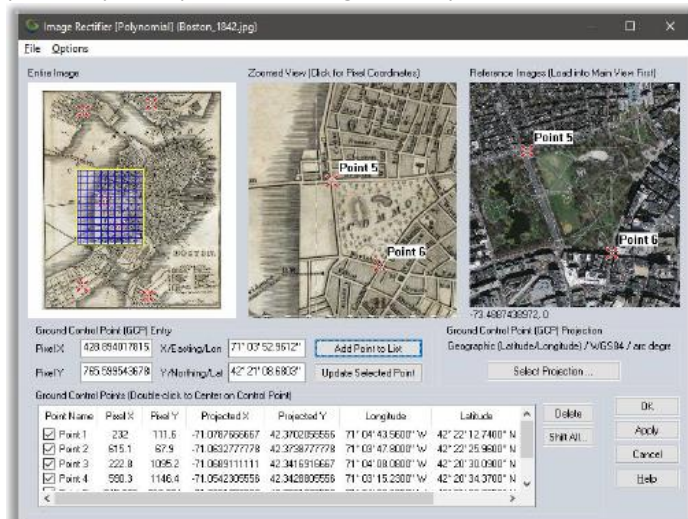 Image Rectifier [Polynomial] (Boston_1842.jpg)
File Options
Entire Image
Zoomed View (Click for Pixel Coordinates)
Reference Images (Load into Main View First)
BOSTON
Point 5
Point 6
Point 5
Point 6
-73.4887438972, 0
Ground Control Point (GCP) Entry
Pixel X 428.894017815 X/Easting/Lon 71° 03' 52.9612" Add Point to List
Pixel Y 765.599543678 Y/Northing/Lat 42° 21' 08.6803" Update Selected Point
Ground Control Point (GCP) Projection
Geographic (Latitude/Longitude) / WGS84 / arc degre
Select Projection ...
Ground Control Points (Double-click to Center on Control Point)
Point Name Pixel X Pixel Y Projected X Projected Y Longitude Latitude
Point 1 232 111.6 -71.0787666667 42.3702055556 71° 04' 43.5600" W 42° 22' 12.7400" N
Point 2 615.1 67.9 -71.0632777778 42.3738777778 71° 03' 47.8000" W 42° 22' 25.9600" N
Point 3 222.8 1095.2 -71.0689111111 42.3416916667 71° 04' 08.0800" W 42° 20' 30.0900" N
Point 4 590.3 1146.4 -71.0542305556 42.3428805556 71° 03' 15.2300" W 42° 20' 34.3700" N
Delete
Shift All...
OK
Apply
Cancel
Help